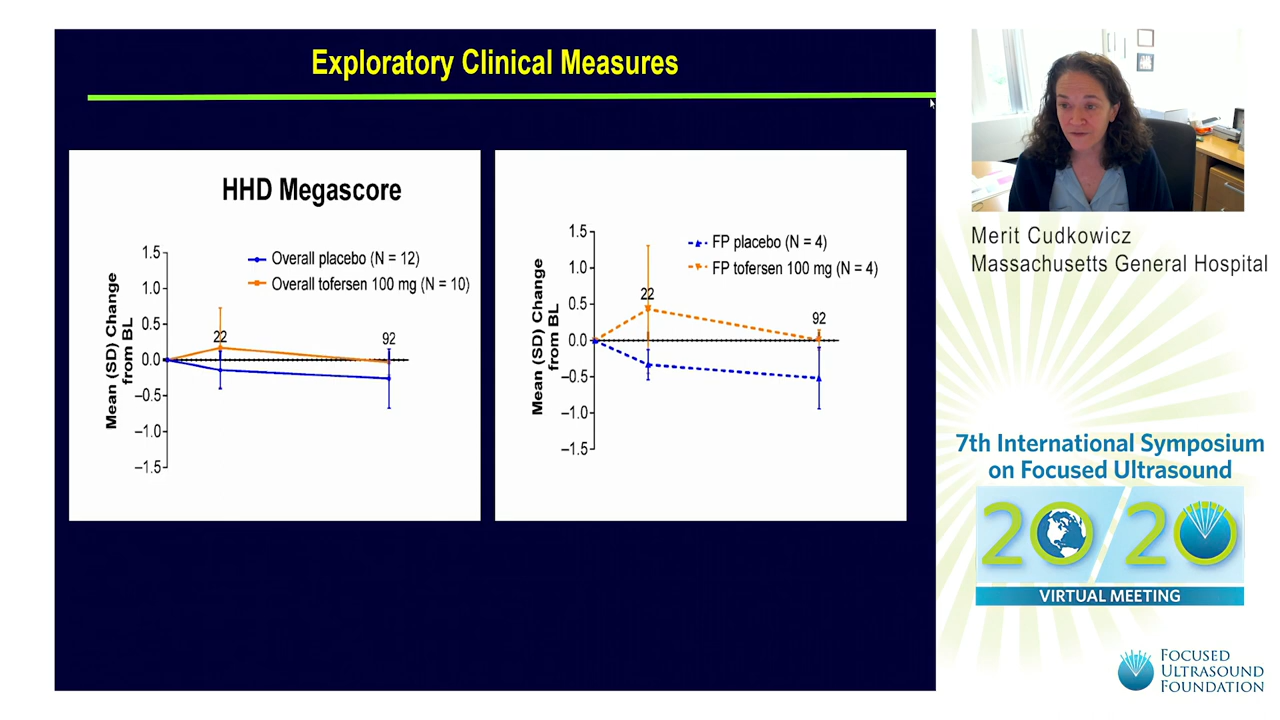 Exploratory Clinical Measures
HHD Megascore
Overall placebo (N = 12)
Overall tofersen 100 mg (N = 10)
Mean (SD) Change
from BL
1.5
1.0
0.5
0.0
–0.5
–1.0
–1.5
22
92
FP placebo (N = 4)
FP tofersen 100 mg (N = 4)
Mean (SD) Change
from BL
1.5
1.0
0.5
0.0
–0.5
–1.0
–1.5
22
92
Merit Cudkowicz
Massachusetts General Hospital
7th International Symposium
on Focused Ultrasound
20/20
VIRTUAL MEETING
FOCUSED
ULTRASOUND
FOUNDATION